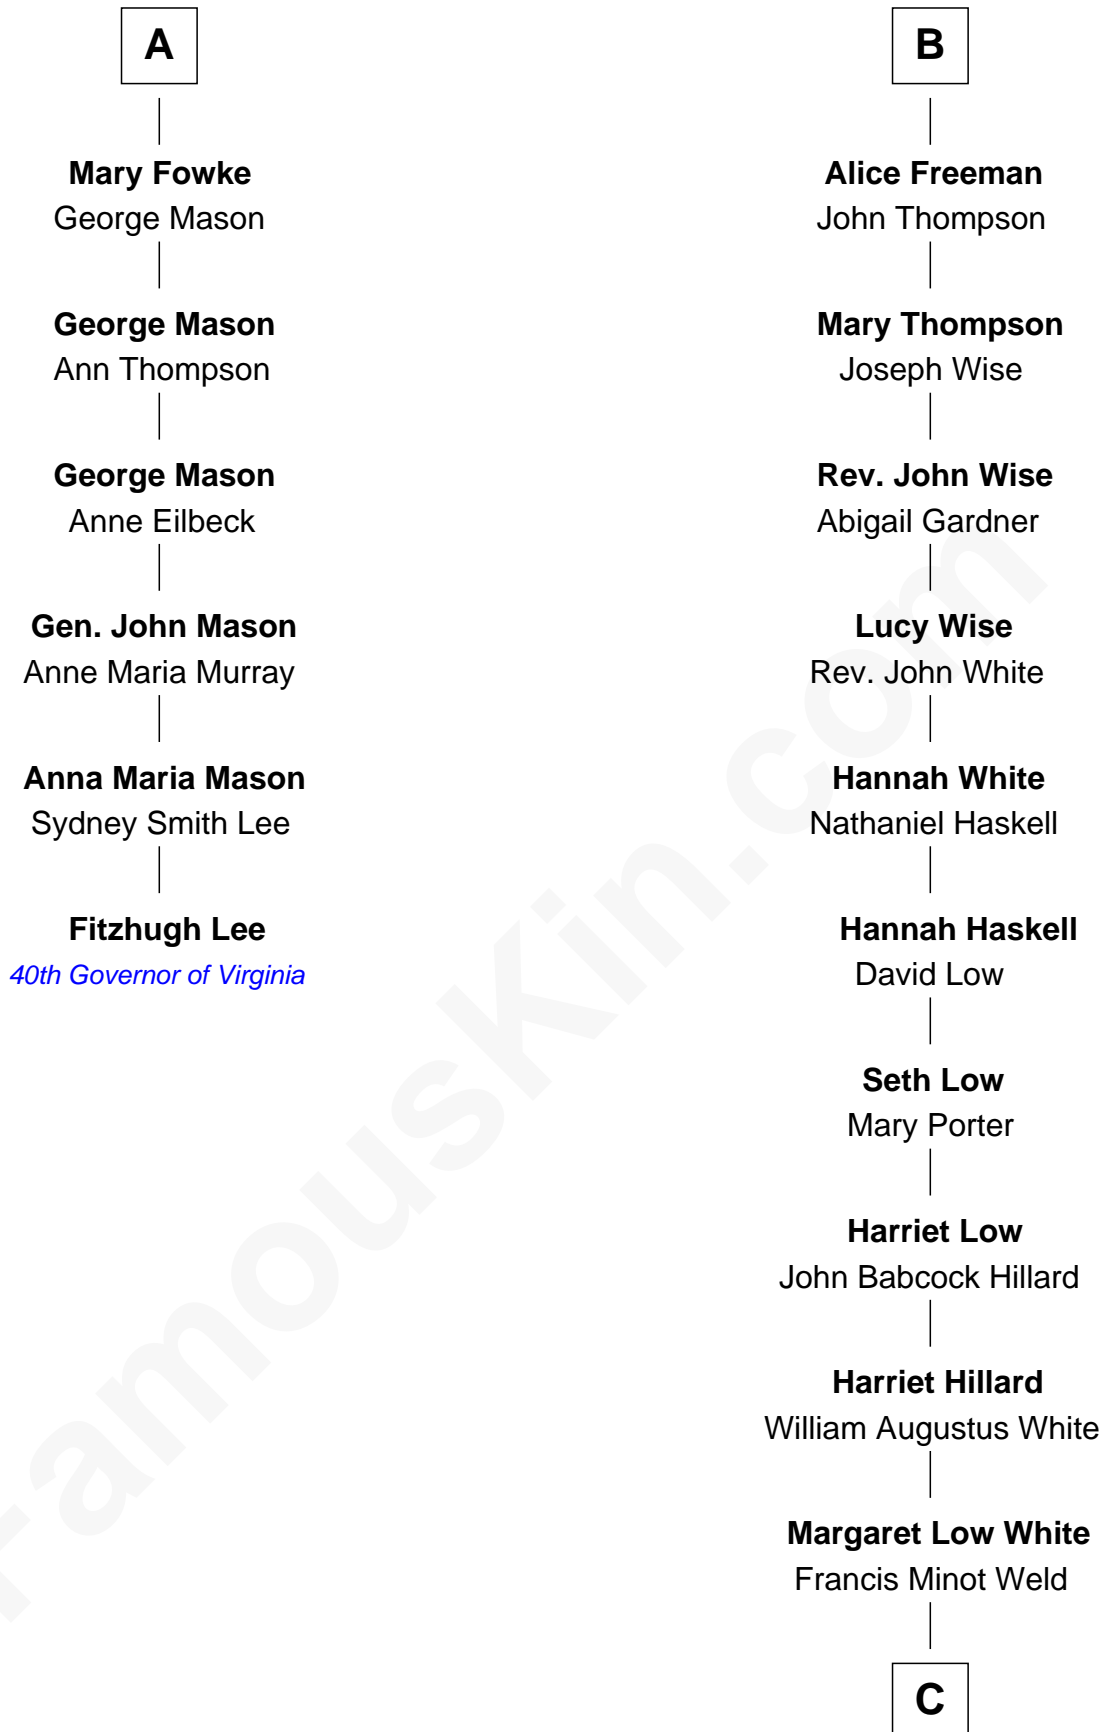 A
Mary Fowke
George Mason
George Mason
Ann Thompson
George Mason
Anne Eilbeck
Gen. John Mason
Anne Maria Murray
Anna Maria Mason
Sydney Smith Lee
Fitzhugh Lee
40th Governor of Virginia
B
Alice Freeman
John Thompson
Mary Thompson
Joseph Wise
Rev. John Wise
Abigail Gardner
Lucy Wise
Rev. John White
Hannah White
Nathaniel Haskell
Hannah Haskell
David Low
Seth Low
Mary Porter
Harriet Low
John Babcock Hillard
Harriet Hillard
William Augustus White
Margaret Low White
Francis Minot Weld
C
FamousKin.com